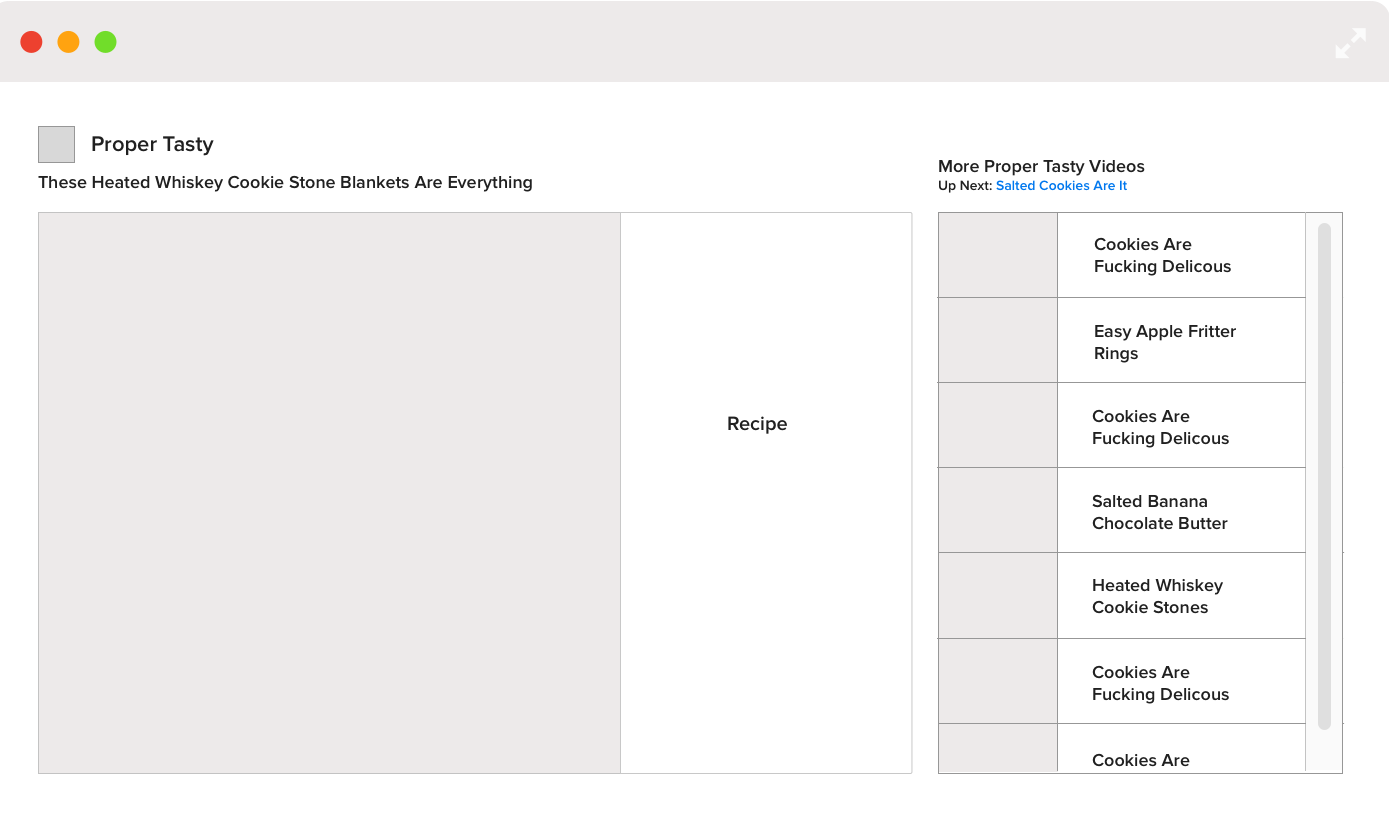 Proper Tasty
These Heated Whiskey Cookie Stone Blankets Are Everything
Recipe
More Proper Tasty Videos
Up Next: Salted Cookies Are It
Cookies Are
Fucking Delicous
Easy Apple Fritter
Rings
Cookies Are
Fucking Delicous
Salted Banana
Chocolate Butter
Heated Whiskey
Cookie Stones
Cookies Are
Fucking Delicous
Cookies Are